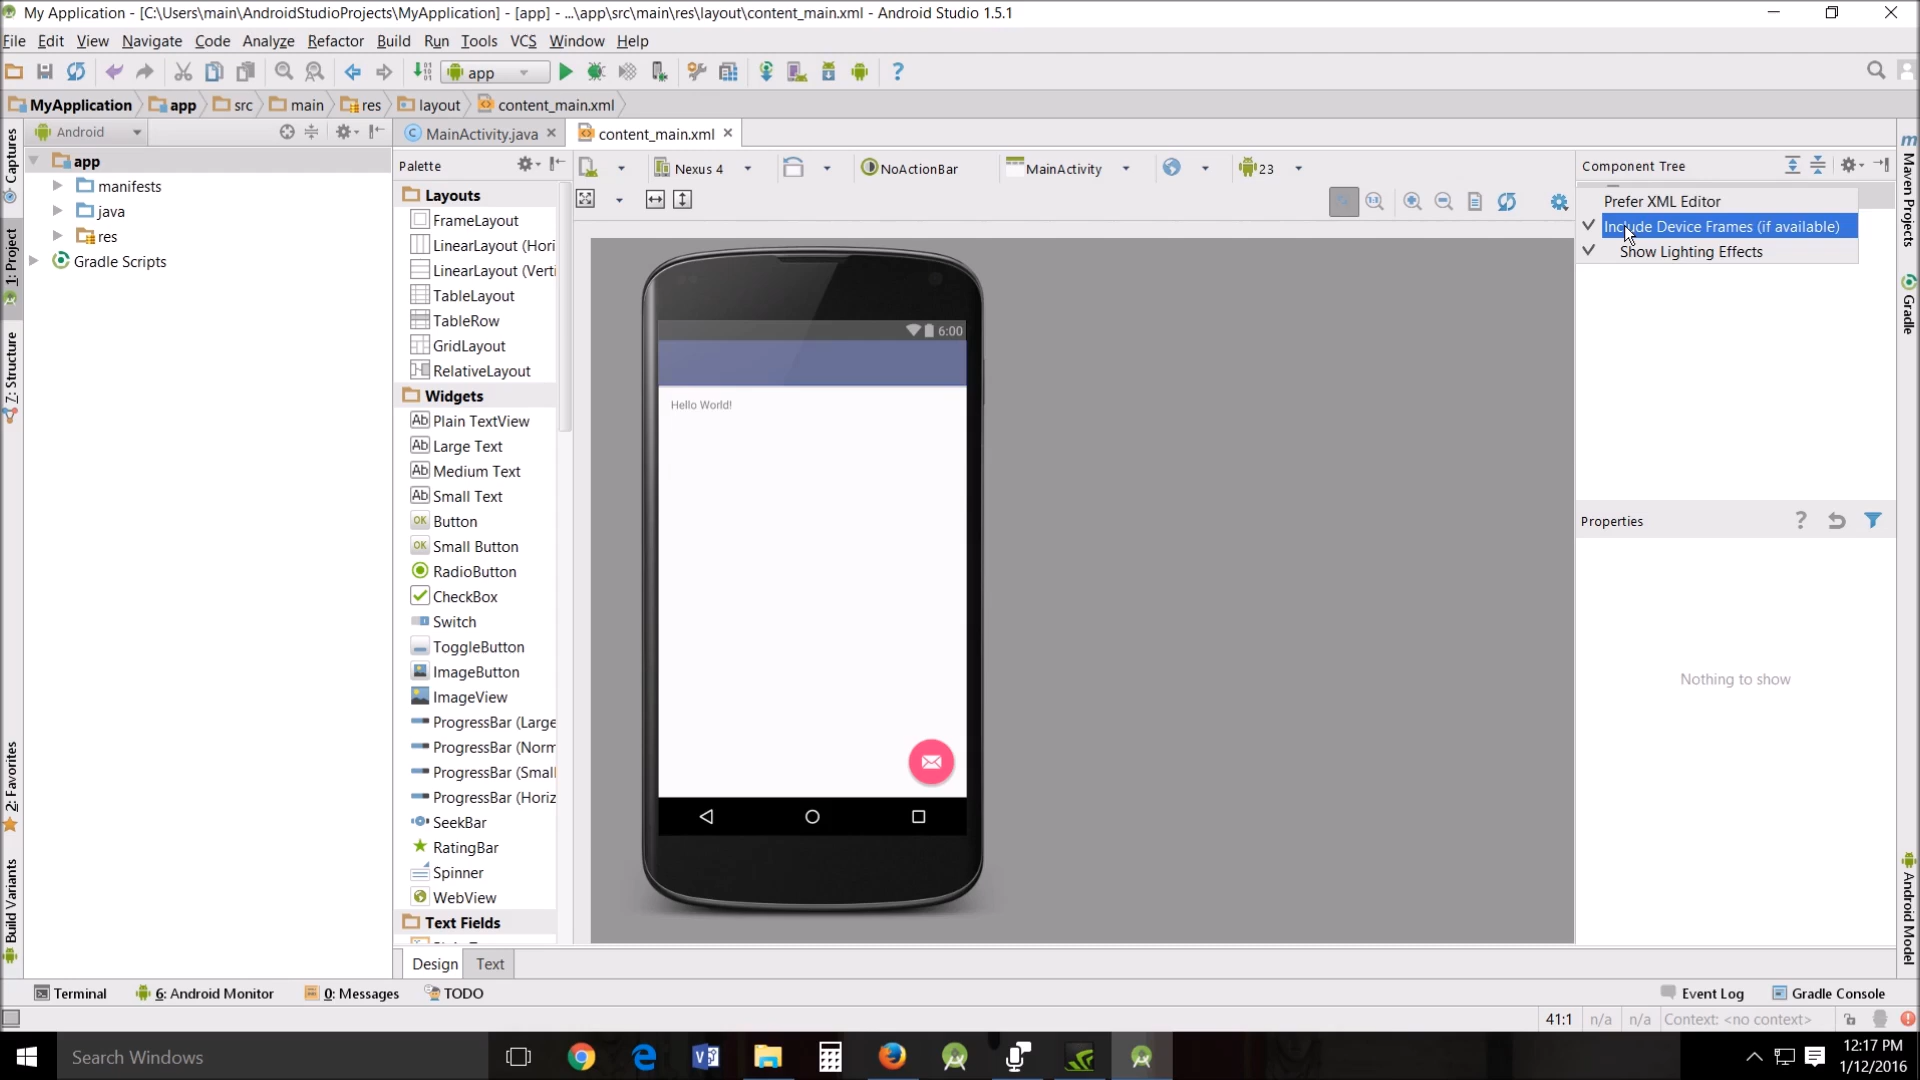 My Application - [C:\Users\main\AndroidStudioProjects\MyApplication] - [app] - ...\app\src\main\res\layout\content_main.xml - Android Studio 1.5.1
File Edit View Navigate Code Analyze Refactor Build Run Tools VCS Window Help
app
MyApplication app src main res layout content_main.xml
Android
MainActivity.java content_main.xml
Captures
1: Project
7: Structure
2: Favorites
Build Variants
app
manifests
java
res
Gradle Scripts
Palette
Layouts
FrameLayout
LinearLayout (Hori
LinearLayout (Verti
TableLayout
TableRow
GridLayout
RelativeLayout
Widgets
Plain TextView
Large Text
Medium Text
Small Text
Button
Small Button
RadioButton
CheckBox
Switch
ToggleButton
ImageButton
ImageView
ProgressBar (Large
ProgressBar (Norm
ProgressBar (Small
ProgressBar (Horiz
SeekBar
RatingBar
Spinner
WebView
Text Fields
Nexus 4 NoActionBar MainActivity 23
6:00
Hello World!
Component Tree
Prefer XML Editor
Include Device Frames (if available)
Show Lighting Effects
Properties
Nothing to show
Maven Projects
Gradle
Android Model
Design Text
Terminal 6: Android Monitor 0: Messages TODO Event Log Gradle Console
41:1 n/a n/a Context: <no context>
Search Windows
12:17 PM
1/12/2016